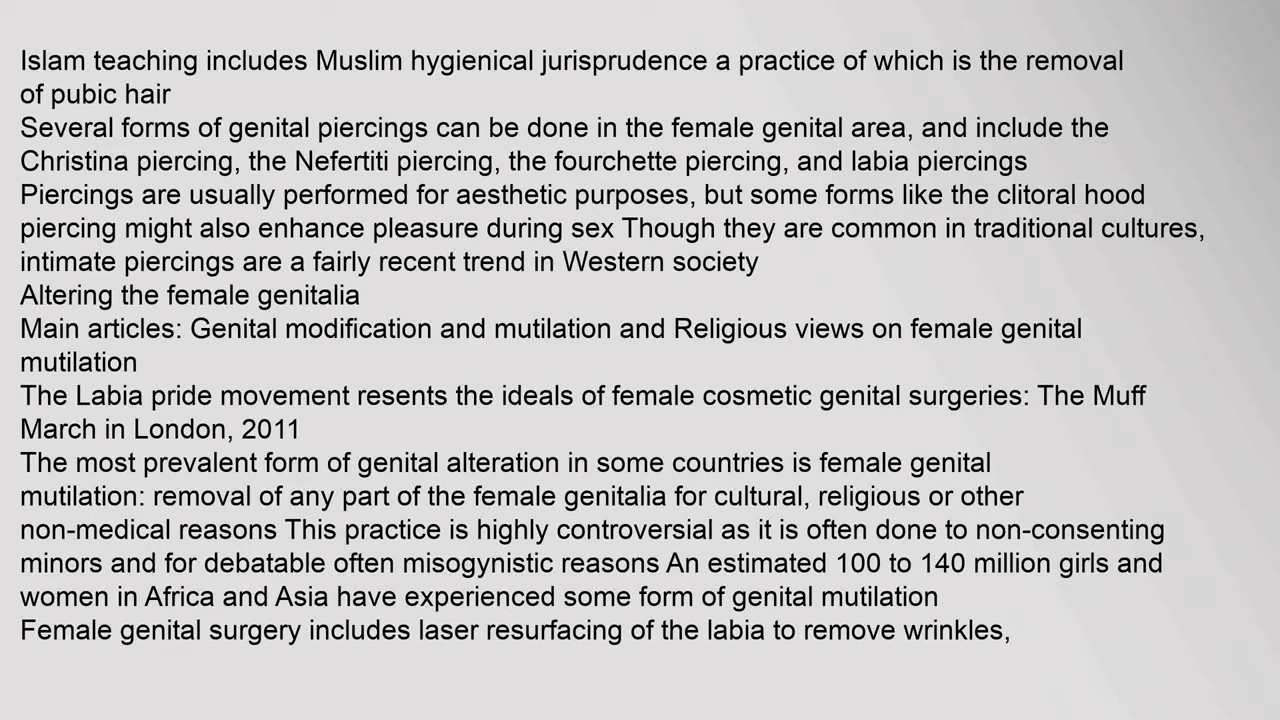 Islam teaching includes Muslim hygienical jurisprudence a practice of which is the removal
of pubic hair
Several forms of genital piercings can be done in the female genital area, and include the
Christina piercing, the Nefertiti piercing, the fourchette piercing, and labia piercings
Piercings are usually performed for aesthetic purposes, but some forms like the clitoral hood
piercing might also enhance pleasure during sex Though they are common in traditional cultures,
intimate piercings are a fairly recent trend in Western society
Altering the female genitalia
Main articles: Genital modification and mutilation and Religious views on female genital
mutilation
The Labia pride movement resents the ideals of female cosmetic genital surgeries: The Muff
March in London, 2011
The most prevalent form of genital alteration in some countries is female genital
mutilation: removal of any part of the female genitalia for cultural, religious or other
non-medical reasons This practice is highly controversial as it is often done to non-consenting
minors and for debatable often misogynistic reasons An estimated 100 to 140 million girls and
women in Africa and Asia have experienced some form of genital mutilation
Female genital surgery includes laser resurfacing of the labia to remove wrinkles,